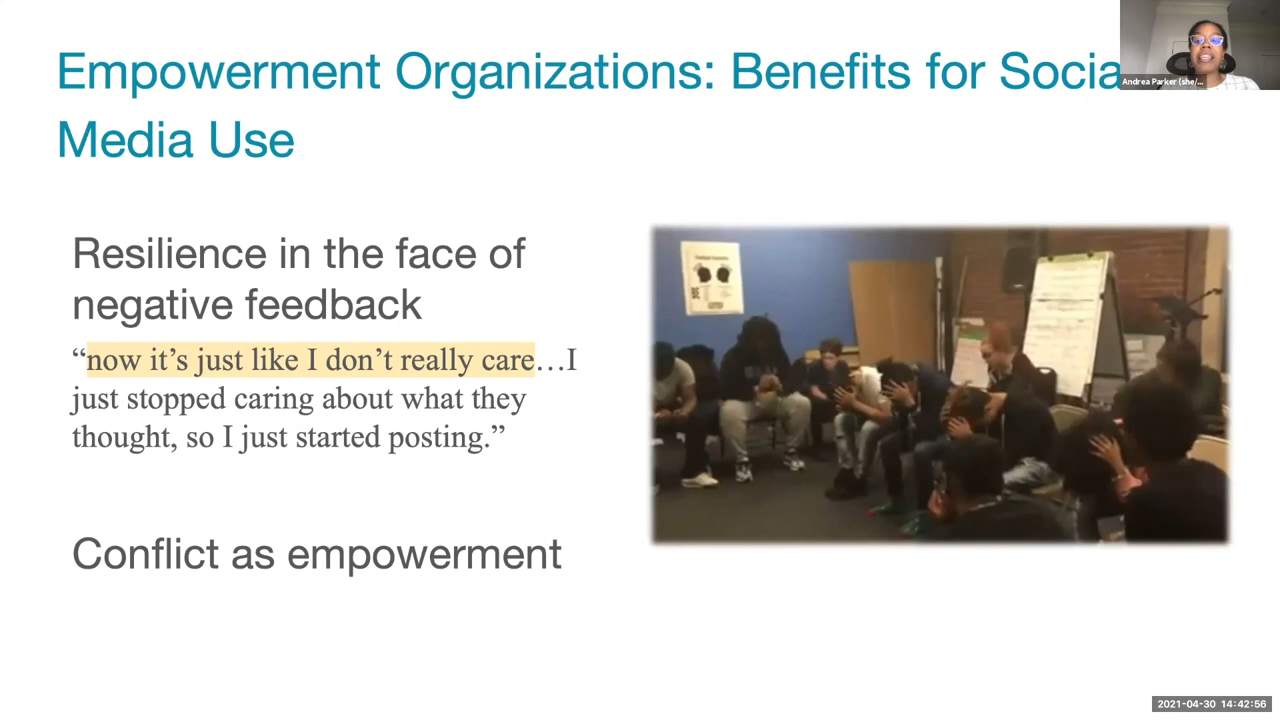 Empowerment Organizations: Benefits for Socia
Media Use
Andrea Parker (she/...
Resilience in the face of
negative feedback
“now it’s just like I don’t really care…I
just stopped caring about what they
thought, so I just started posting.”
Conflict as empowerment
BE
2021-04-30 14:42:56